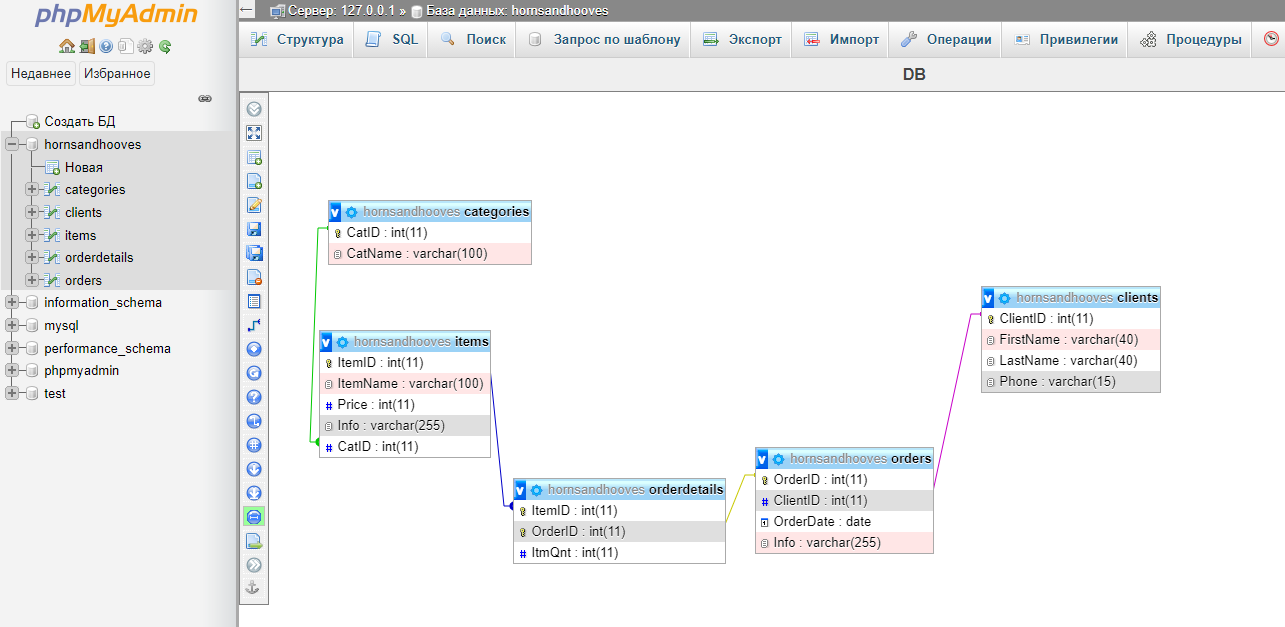 phpMyAdmin
Недавнее Избранное
Создать БД
hornsandhooves
Новая
categories
clients
items
orderdetails
orders
information_schema
mysql
performance_schema
phpmyadmin
test
Сервер: 127.0.0.1 » База данных: hornsandhooves
Структура SQL Поиск Запрос по шаблону Экспорт Импорт Операции Привилегии Процедуры
DB
v hornsandhooves categories
CatID : int(11)
CatName : varchar(100)
v hornsandhooves items
ItemID : int(11)
ItemName : varchar(100)
# Price : int(11)
Info : varchar(255)
# CatID : int(11)
v hornsandhooves orderdetails
ItemID : int(11)
OrderID : int(11)
# ItmQnt : int(11)
v hornsandhooves orders
OrderID : int(11)
# ClientID : int(11)
OrderDate : date
Info : varchar(255)
v hornsandhooves clients
ClientID : int(11)
FirstName : varchar(40)
LastName : varchar(40)
Phone : varchar(15)